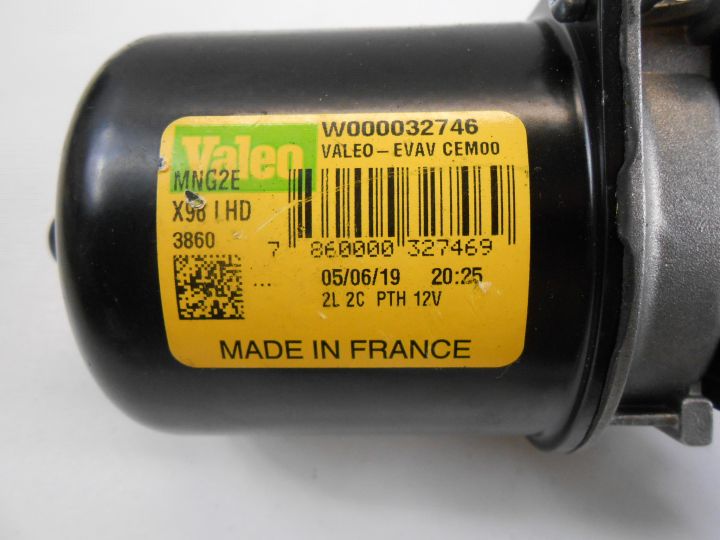 W000032746
Valeo
VALEO-EVAV CEM00
MNG2E
X98 LHD
3860
7 860000 327469
05/06/19 20:25
2L 2C PTH 12V
MADE IN FRANCE